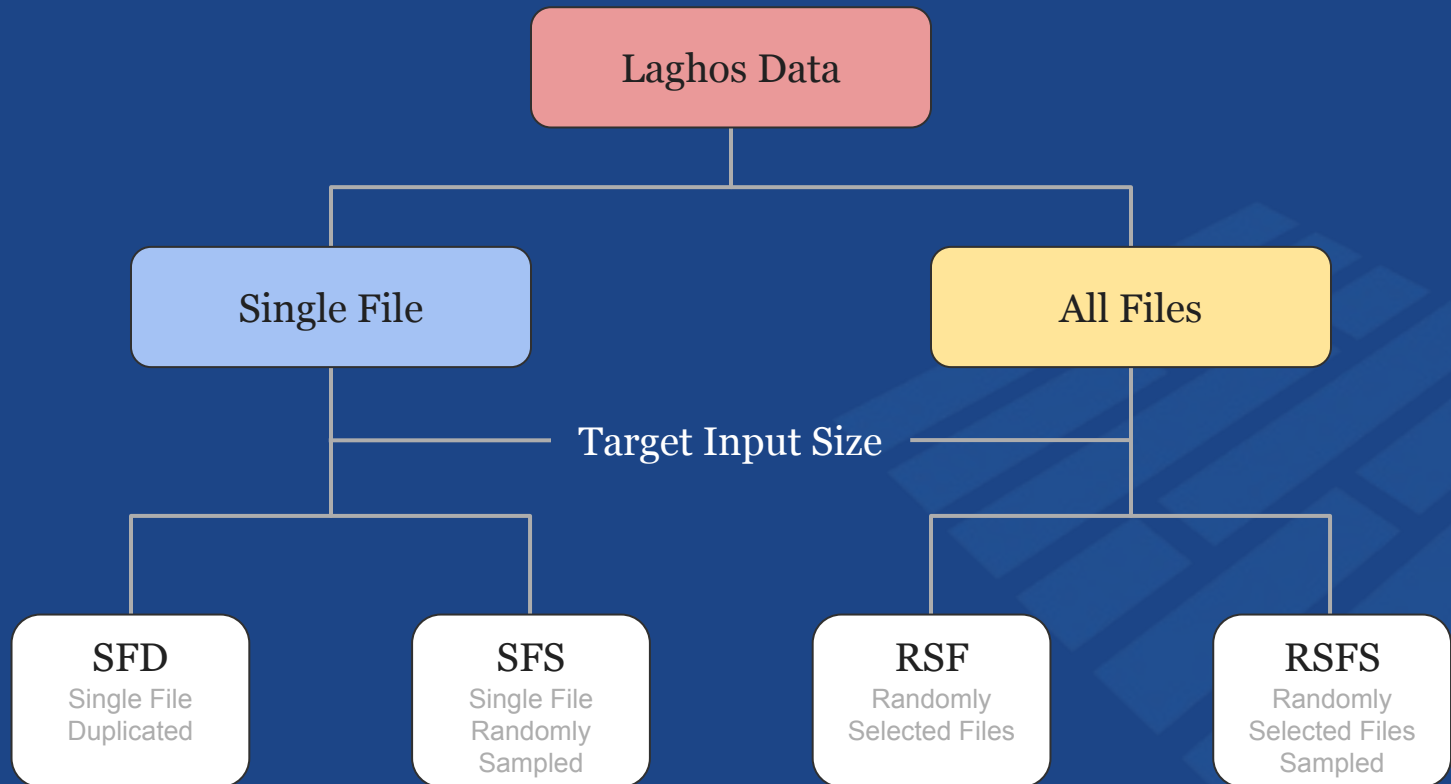 Laghos Data
Single File
All Files
Target Input Size
SFD
Single File
Duplicated
SFS
Single File
Randomly
Sampled
RSF
Randomly
Selected Files
RSFS
Randomly
Selected Files
Sampled